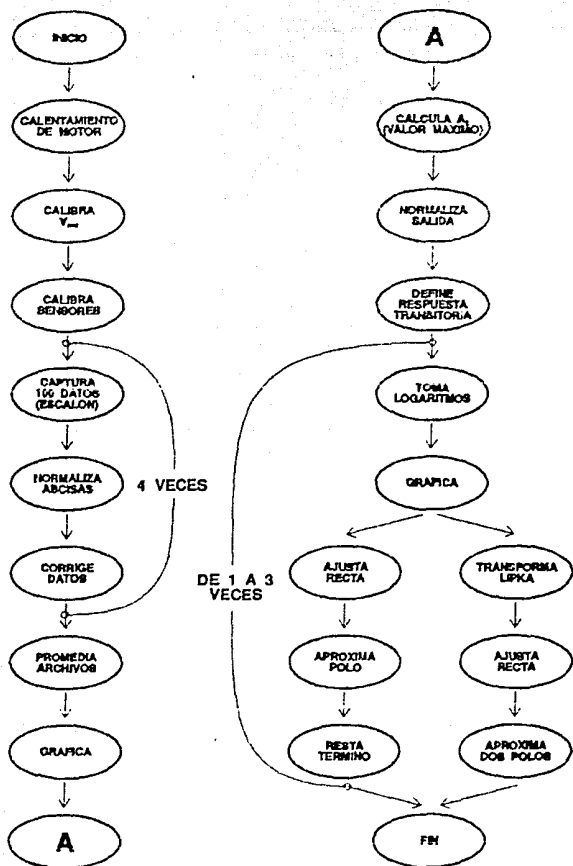 INICIO
CALENTAMIENTO
DE MOTOR
CALIBRA
CALIBRA
SENSORES
CAPTURA
100 DATOS
(ESCALON)
NORMALIZA
ABCISAS
4 VECES
CORRIGE
DATOS
PROMEDIA
ARCHIVOS
GRAFICA
A
A
CALCULA A
(VALOR MAXIMO)
NORMALIZA
SALIDA
DEFINE
RESPUESTA
TRANSITORIA
TOMA
LOGARITMOS
GRAFICA
DE 1 A 3
VECES
AJUSTA
RECTA
APROXIMA
POLO
RESTA
TERMINO
TRANSFORMA
LIPKA
AJUSTA
RECTA
APROXIMA
DOS POLOS
FIN